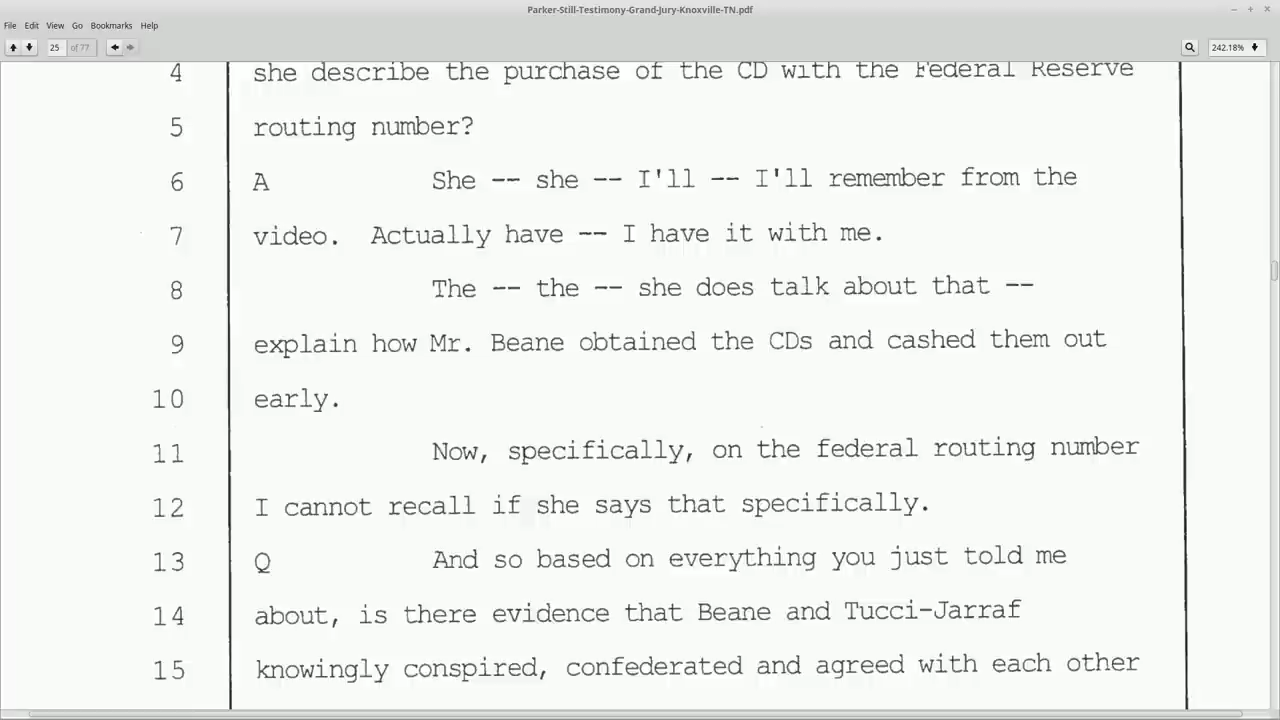 Parker-Still-Testimony-Grand-Jury-Knoxville-TN.pdf
File Edit View Go Bookmarks Help
25 of 77 242.18%
4 she describe the purchase of the CD with the Federal Reserve
5 routing number?
6 A She -- she -- I'll -- I'll remember from the
7 video. Actually have -- I have it with me.
8 The -- the -- she does talk about that --
9 explain how Mr. Beane obtained the CDs and cashed them out
10 early.
11 Now, specifically, on the federal routing number
12 I cannot recall if she says that specifically.
13 Q And so based on everything you just told me
14 about, is there evidence that Beane and Tucci-Jarraf
15 knowingly conspired, confederated and agreed with each other